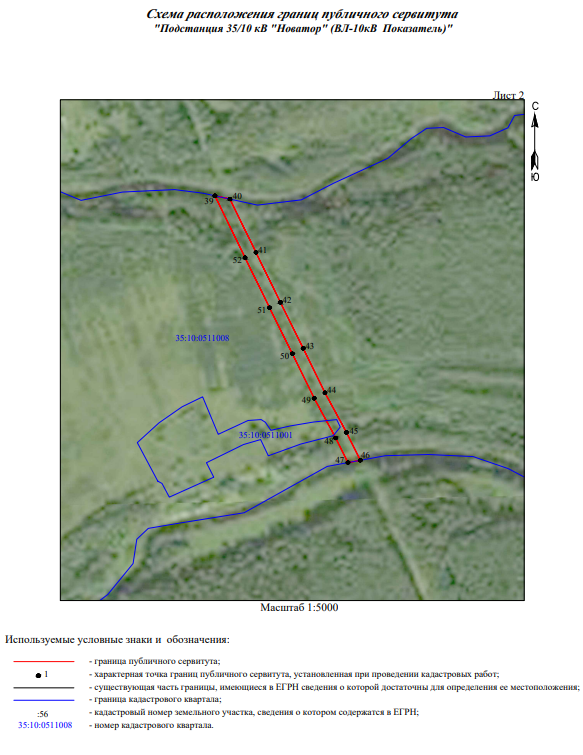 Схема расположения границ публичного сервитута
"Подстанция 35/10 кВ "Новатор" (ВЛ-10кВ  Показатель)"
Лист 2
С
Ю
39
40
41
52
42
51
35:10:0511008
43
50
44
49
45
35:10:0511001
48
46
47
Масштаб 1:5000
Используемые условные знаки и  обозначения:
- граница публичного сервитута;
1 - характерная точка границ публичного сервитута, установленная при проведении кадастровых работ;
- существующая часть границы, имеющиеся в ЕГРН сведения о которой достаточны для определения ее местоположения;
- граница кадастрового квартала;
:56 - кадастровый номер земельного участка, сведения о котором содержатся в ЕГРН;
35:10:0511008 - номер кадастрового квартала.